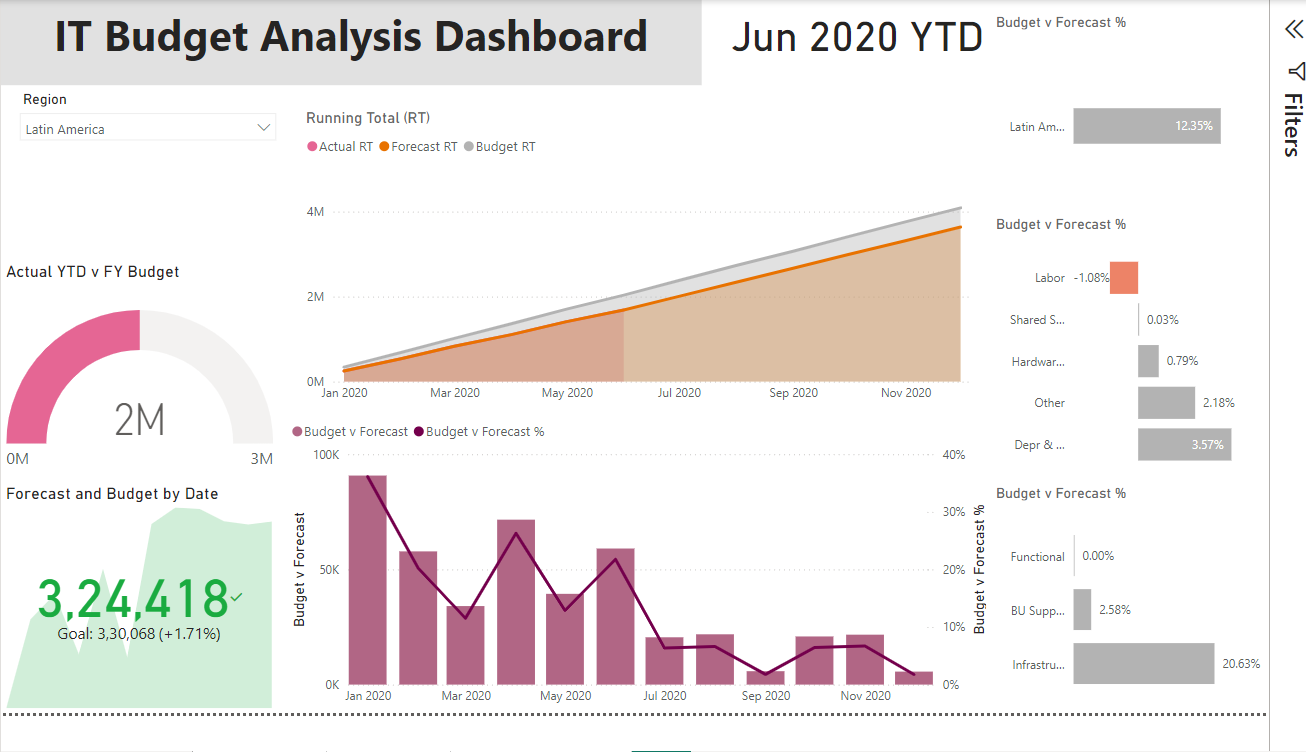 IT Budget Analysis Dashboard
Jun 2020 YTD
Region
Latin America
Actual YTD v FY Budget
2M
0M
3M
Forecast and Budget by Date
3,24,418
Goal: 3,30,068 (+1.71%)
Running Total (RT)
Actual RT Forecast RT Budget RT
4M
2M
0M
Jan 2020 Mar 2020 May 2020 Jul 2020 Sep 2020 Nov 2020
Budget v Forecast Budget v Forecast %
100K
50K
0K
Budget v Forecast
40%
30%
20%
10%
0%
Budget v Forecast %
Jan 2020 Mar 2020 May 2020 Jul 2020 Sep 2020 Nov 2020
Budget v Forecast %
Latin Am... 12.35%
Budget v Forecast %
Labor -1.08%
Shared S... 0.03%
Hardwar... 0.79%
Other 2.18%
Depr & ... 3.57%
Budget v Forecast %
Functional 0.00%
BU Supp... 2.58%
Infrastru... 20.63%
Filters